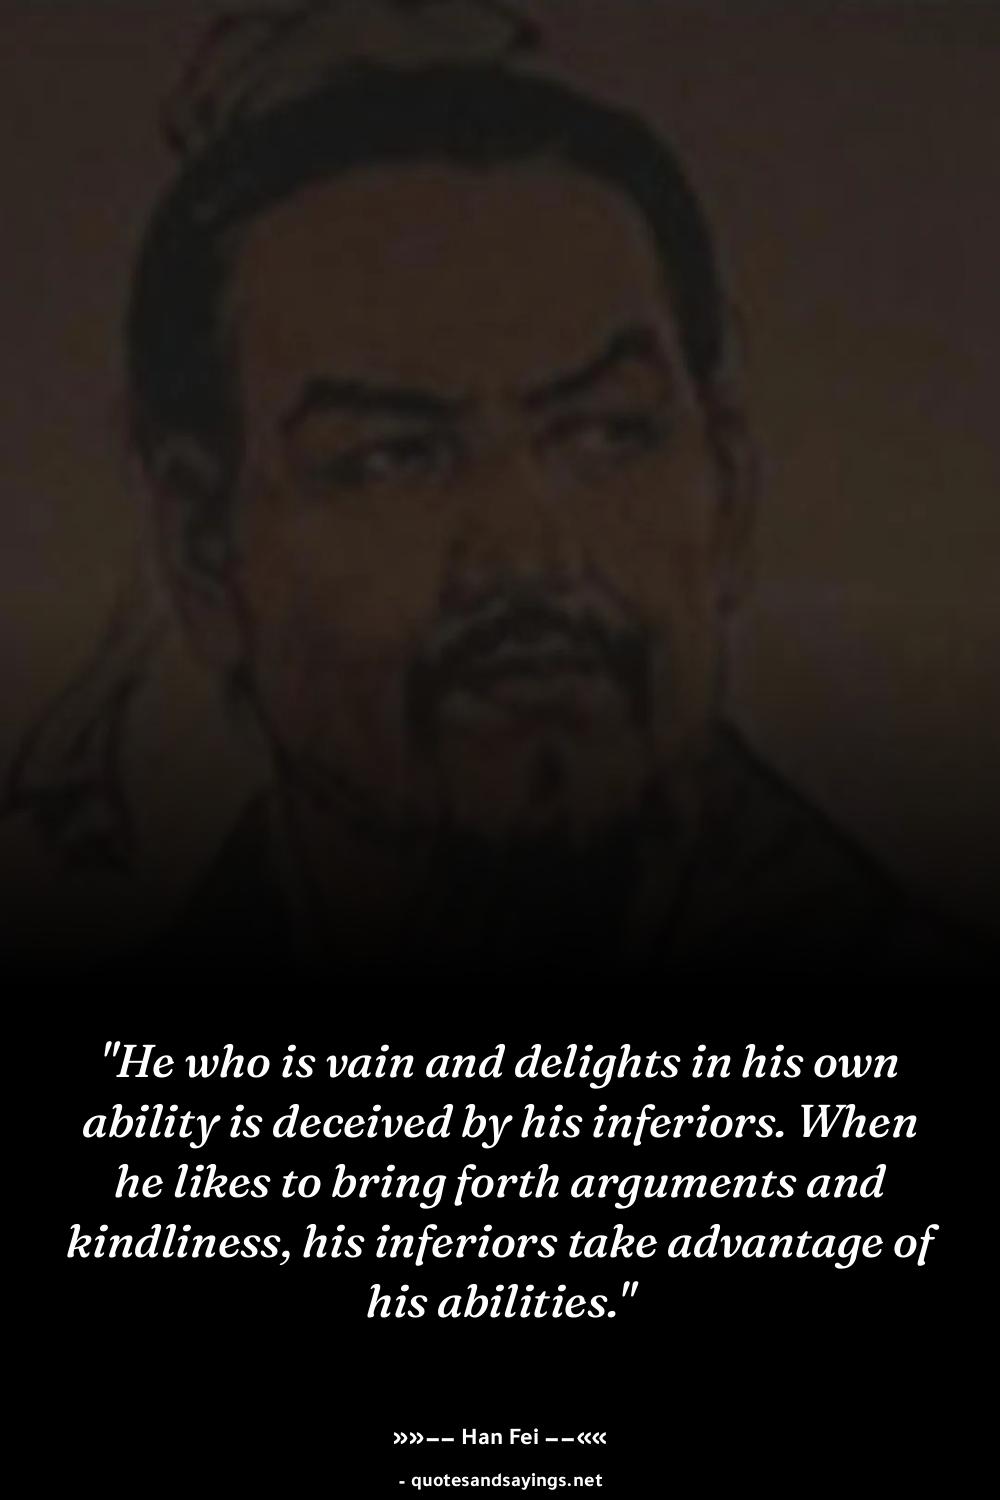 "He who is vain and delights in his own
ability is deceived by his inferiors. When
he likes to bring forth arguments and
kindliness, his inferiors take advantage of
his abilities."
»»−− Han Fei −−««
- quotesandsayings.net